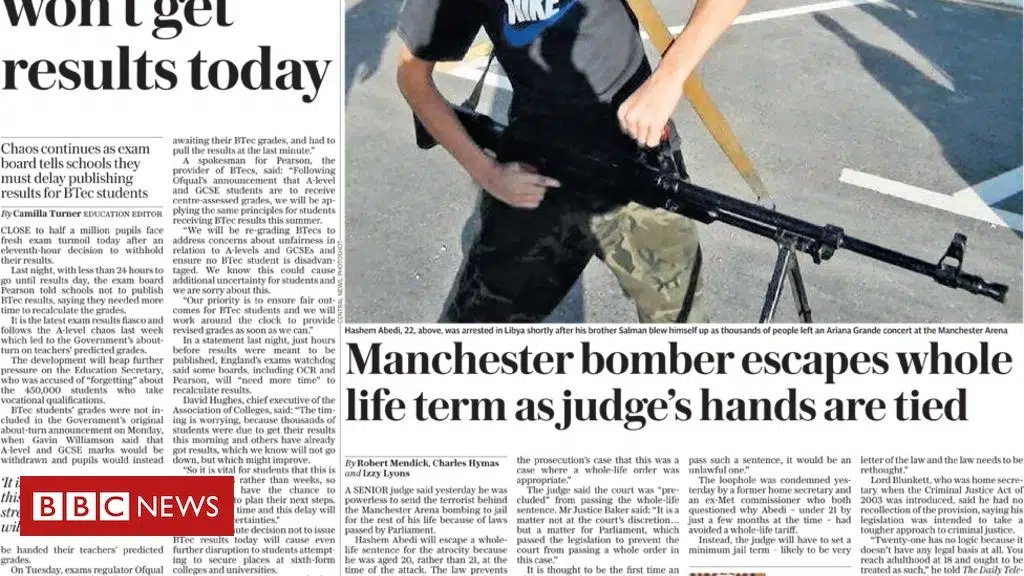 won't get
results today
Chaos continues as exam
board tells schools they
must delay publishing
results for BTec students
By Camilla Turner EDUCATION EDITOR
CLOSE to half a million pupils face
fresh exam turmoil today after an
eleventh-hour decision to withhold
their results.
Last night, with less than 24 hours to
go until results day, the exam board
Pearson told schools not to publish
BTec results, saying they needed more
time to recalculate the grades.
It is the latest exam results fiasco and
follows the A-level chaos last week
which led to the Government's about-
turn on teachers' predicted grades.
The development will heap further
pressure on the Education Secretary,
who was accused of "forgetting" about
the 450,000 students who take
vocational qualifications.
BTec students' grades were not in-
cluded in the Government's original
about-turn announcement on Monday,
when Gavin Williamson said that
A-level and GCSE marks would be
withdrawn and pupils would instead
'It i
this
stre
wil
be handed their teachers' predicted
grades.
On Tuesday, exams regulator Ofqual
awaiting their BTec grades, and had to
pull the results at the last minute."
A spokesman for Pearson, the
provider of BTecs, said: "Following
Ofqual's announcement that A-level
and GCSE students are to receive
centre-assessed grades, we will be ap-
plying the same principles for students
receiving BTec results this summer.
"We will be re-grading BTecs to
address concerns about unfairness in
relation to A-levels and GCSEs and
ensure no BTec student is disadvan-
taged. We know this could cause
additional uncertainty for students and
we are sorry about this.
"Our priority is to ensure fair out-
comes for BTec students and we will
work around the clock to provide
revised grades as soon as we can."
In a statement last night, just hours
before results were meant to be
published, England's exams watchdog
said some boards, including OCR and
Pearson, will "need more time" to
recalculate results.
David Hughes, chief executive of the
Association of Colleges, said: "The tim-
ing is worrying, because thousands of
students were due to get their results
this morning and others have already
got results, which we know will not go
down, but which might improve.
"So it is vital for students that this is
rather than weeks, so
have the chance to
plan their next steps.
time and this delay will
ertainties."
ute decision not to issue
BTec results today will cause even
further disruption to students attempt-
ing to secure places at sixth-form
colleges and universities.
NIKE
CENTRAL NEWS; PHOTOSHOT
Hashem Abedi, 22, above, was arrested in Libya shortly after his brother Salman blew himself up as thousands of people left an Ariana Grande concert at the Manchester Arena
Manchester bomber escapes whole
life term as judge's hands are tied
By Robert Mendick, Charles Hymas
and Izzy Lyons
A SENIOR judge said yesterday he was
powerless to send the terrorist behind
the Manchester Arena bombing to jail
for the rest of his life because of laws
passed by Parliament.
Hashem Abedi will escape a whole-
life sentence for the atrocity because
he was aged 20, rather than 21, at the
time of the attack. The law prevents
the prosecution's case that this was a
case where a whole-life order was
appropriate."
The judge said the court was "pre-
cluded" from passing the whole-life
sentence. Mr Justice Baker said: "It is a
matter not at the court's discretion...
but a matter for Parliament, which
passed the legislation to prevent the
court from passing a whole order in
this case."
It is thought to be the first time an
pass such a sentence, it would be an
unlawful one."
The loophole was condemned yes-
terday by a former home secretary and
an ex-Met commissioner who both
questioned why Abedi – under 21 by
just a few months at the time – had
avoided a whole-life tariff.
Instead, the judge will have to set a
minimum jail term – likely to be very
letter of the law and the law needs to be
rethought."
Lord Blunkett, who was home secre-
tary when the Criminal Justice Act of
2003 was introduced, said he had no
recollection of the provision, saying his
legislation was intended to take a
tougher approach to criminal justice.
"Twenty-one has no logic because it
doesn't have any legal basis at all. You
reach adulthood at 18 and ought to be
treated as such," he told The Daily Tele-
BBC NEWS